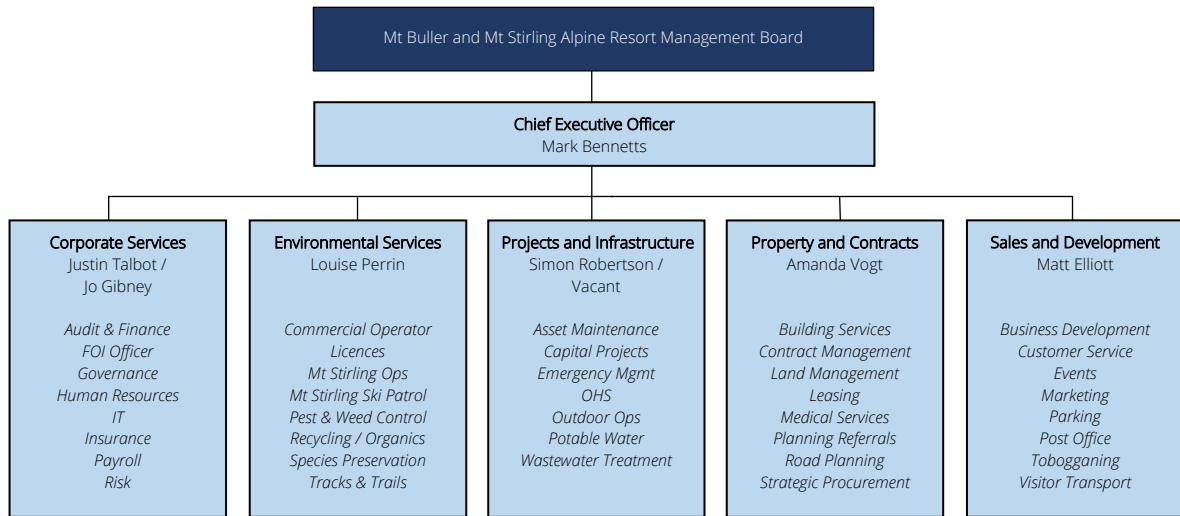 Mt Buller and Mt Stirling Alpine Resort Management Board
Chief Executive Officer
Mark Bennetts
Corporate Services
Justin Talbot /
Jo Gibney
Audit & Finance
FOI Officer
Governance
Human Resources
IT
Insurance
Payroll
Risk
Environmental Services
Louise Perrin
Commercial Operator
Licences
Mt Stirling Ops
Mt Stirling Ski Patrol
Pest & Weed Control
Recycling / Organics
Species Preservation
Tracks & Trails
Projects and Infrastructure
Simon Robertson /
Vacant
Asset Maintenance
Capital Projects
Emergency Mgmt
OHS
Outdoor Ops
Potable Water
Wastewater Treatment
Property and Contracts
Amanda Vogt
Building Services
Contract Management
Land Management
Leasing
Medical Services
Planning Referrals
Road Planning
Strategic Procurement
Sales and Development
Matt Elliott
Business Development
Customer Service
Events
Marketing
Parking
Post Office
Tobogganing
Visitor Transport